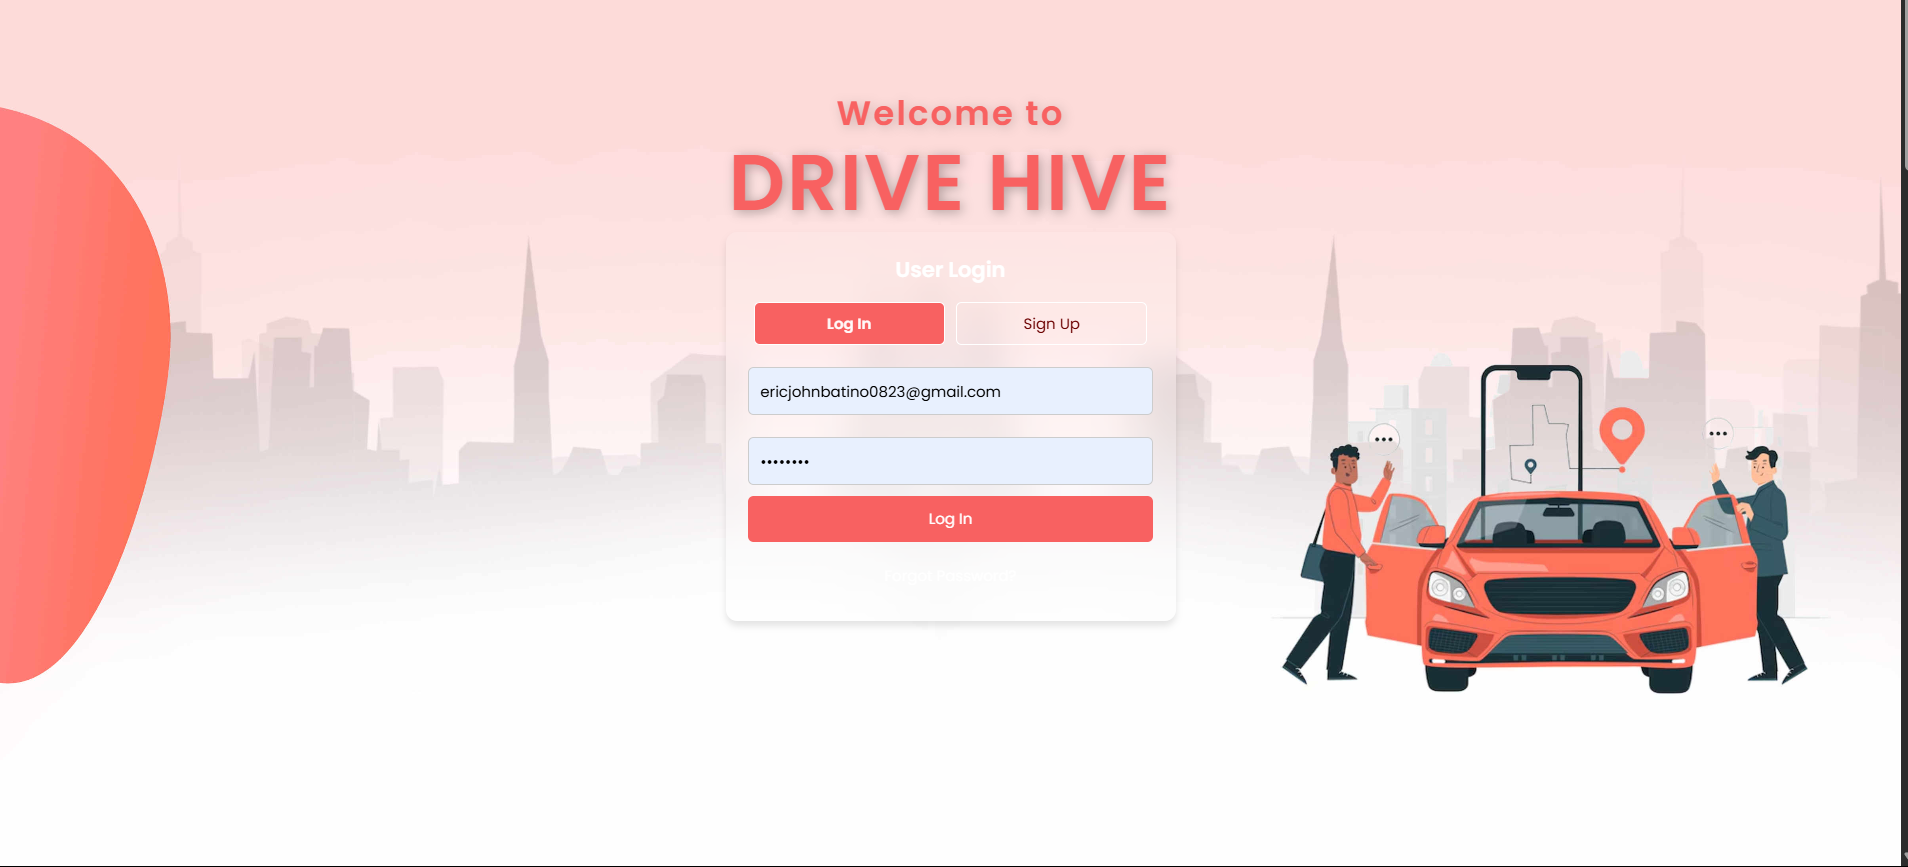 Welcome to
DRIVE HIVE
User Login
Log In
Sign Up
ericjohnbatino0823@gmail.com
••••••••
Log In
Forgot Password?